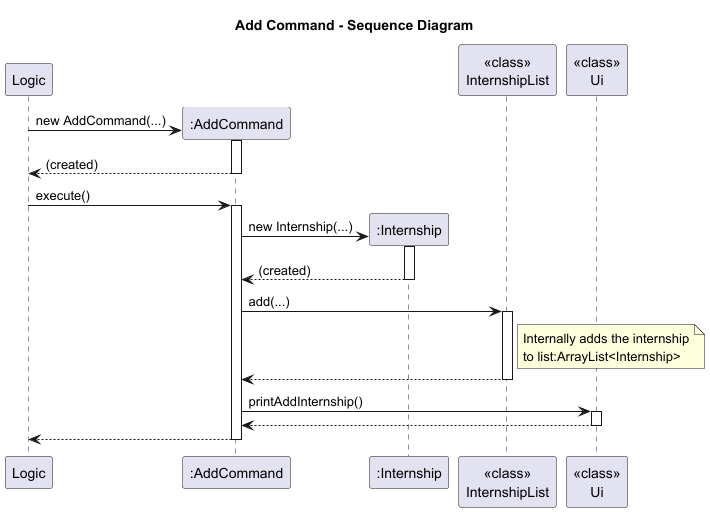 Add Command - Sequence Diagram
Logic
«class»
InternshipList
«class»
Ui
new AddCommand(...)
:AddCommand
(created)
execute()
new Internship(...)
:Internship
(created)
add(...)
Internally adds the internship
to list:ArrayList<Internship>
printAddInternship()
Logic
:AddCommand
:Internship
«class»
InternshipList
«class»
Ui